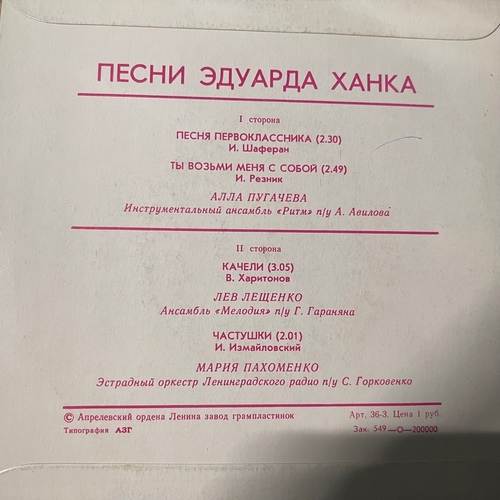 ПЕСНИ ЭДУАРДА ХАНКА
I сторона
ПЕСНЯ ПЕРВОКЛАССНИКА (2.30)
И. Шаферан
ТЫ ВОЗЬМИ МЕНЯ С СОБОЙ (2.49)
И. Резник
АЛЛА ПУГАЧЕВА
Инструментальный ансамбль «Ритм» п/у А. Авилова
II сторона
КАЧЕЛИ (3.05)
В. Харитонов
ЛЕВ ЛЕЩЕНКО
Ансамбль «Мелодия» п/у Г. Гараняна
ЧАСТУШКИ (2.01)
И. Измайловский
МАРИЯ ПАХОМЕНКО
Эстрадный оркестр Ленинградского радио п/у С. Горковенко
© Апрелевский ордена Ленина завод грампластинок Арт. 36-3. Цена 1 руб.
Типография АЗГ Зак. 549—О—200000